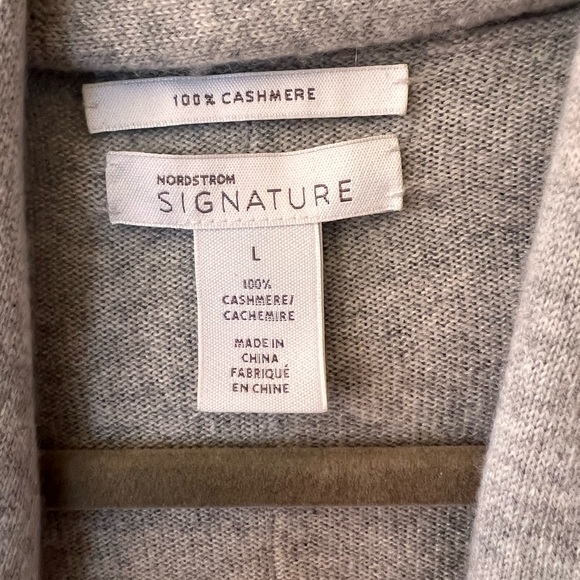 100% CASHMERE
NORDSTROM
SIGNATURE
L
100%
CASHMERE/
CACHEMIRE
MADE IN
CHINA
FABRIQUÉ
EN CHINE